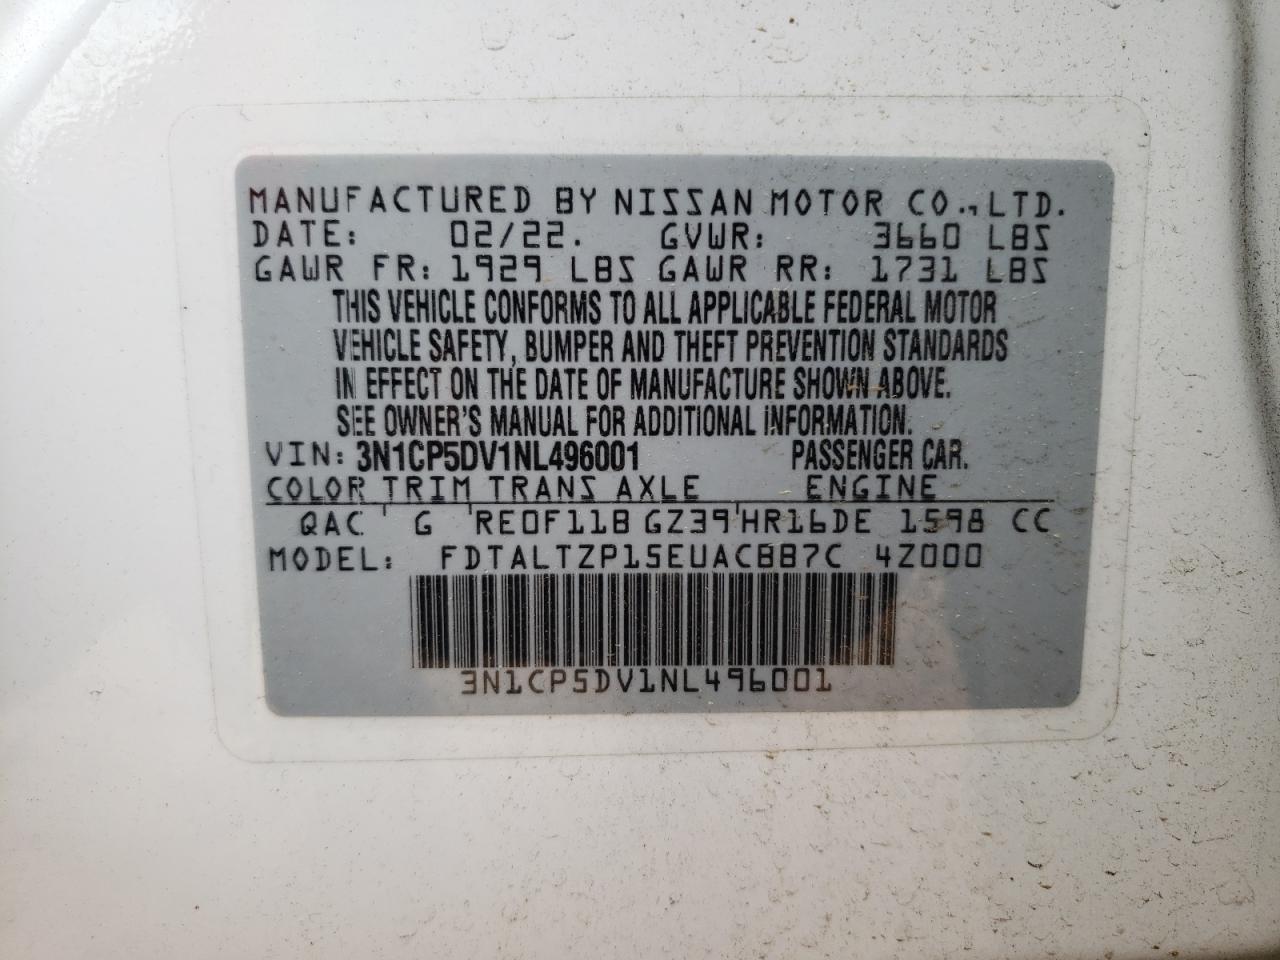 MANUFACTURED BY NISSAN MOTOR CO., LTD.
DATE: 02/22. GVWR: 3660 LBS
GAWR FR: 1929 LBS GAWR RR: 1731 LBS
THIS VEHICLE CONFORMS TO ALL APPLICABLE FEDERAL MOTOR
VEHICLE SAFETY, BUMPER AND THEFT PREVENTION STANDARDS
IN EFFECT ON THE DATE OF MANUFACTURE SHOWN ABOVE.
SEE OWNER'S MANUAL FOR ADDITIONAL INFORMATION.
VIN: 3N1CP5DV1NL496001 PASSENGER CAR.
COLOR TRIM TRANS AXLE ENGINE
QAC G RE0F11B GZ39 HR16DE 1598 CC
MODEL: FDTALTZP15EUACBB7C 4Z000
3N1CP5DV1NL496001